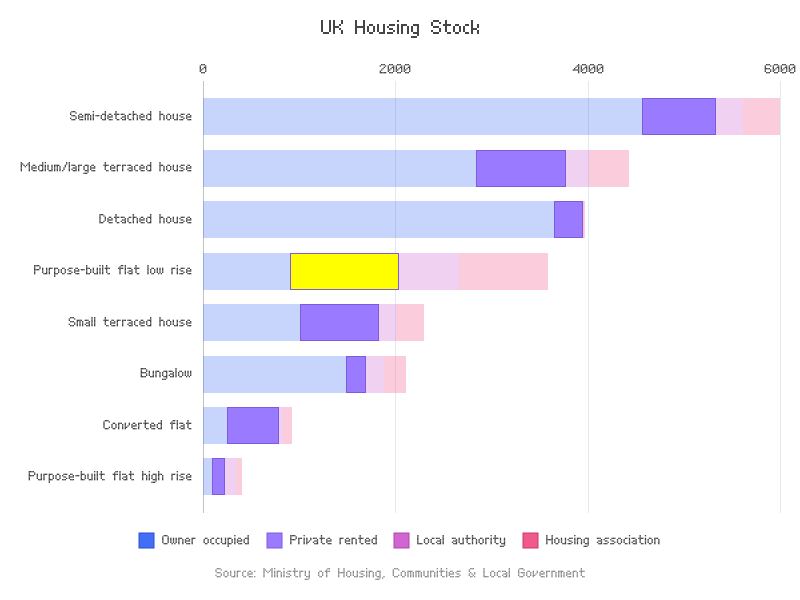 UK Housing Stock
0 2000 4000 6000
Semi-detached house
Medium/large terraced house
Detached house
Purpose-built flat low rise
Small terraced house
Bungalow
Converted flat
Purpose-built flat high rise
Owner occupied Private rented Local authority Housing association
Source: Ministry of Housing, Communities & Local Government